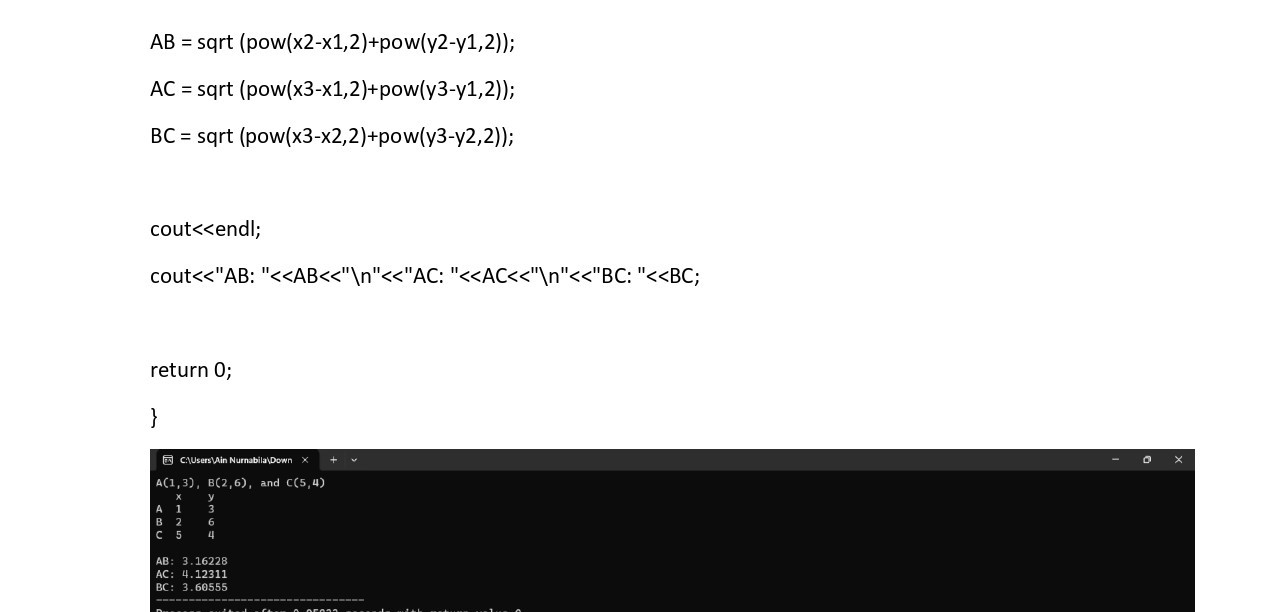 AB = sqrt (pow(x2-x1,2)+pow(y2-y1,2));
AC = sqrt (pow(x3-x1,2)+pow(y3-y1,2));
BC = sqrt (pow(x3-x2,2)+pow(y3-y2,2));
cout<<endl;
cout<<"AB: "<<AB<<"\n"<<"AC: "<<AC<<"\n"<<"BC: "<<BC;
return 0;
}
C:\Users\Ain Nurnabila\Down
A(1,3), B(2,6), and C(5,4)
x y
A 1 3
B 2 6
C 5 4
AB: 3.16228
AC: 4.12311
BC: 3.60555
--------------------------------